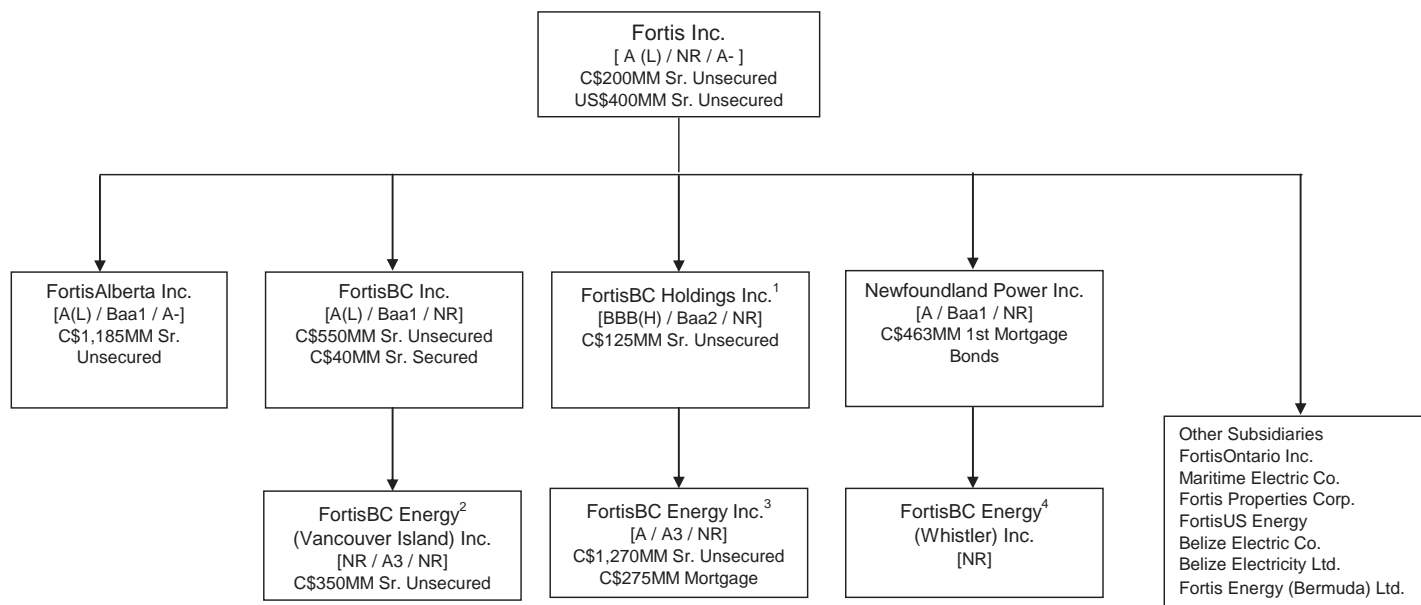 Fortis Inc.
[ A (L) / NR / A- ]
C$200MM Sr. Unsecured
US$400MM Sr. Unsecured
FortisAlberta Inc.
[A(L) / Baa1 / A-]
C$1,185MM Sr.
Unsecured
FortisBC Inc.
[A(L) / Baa1 / NR]
C$550MM Sr. Unsecured
C$40MM Sr. Secured
FortisBC Holdings Inc.1
[BBB(H) / Baa2 / NR]
C$125MM Sr. Unsecured
Newfoundland Power Inc.
[A / Baa1 / NR]
C$463MM 1st Mortgage
Bonds
FortisBC Energy2
(Vancouver Island) Inc.
[NR / A3 / NR]
C$350MM Sr. Unsecured
FortisBC Energy Inc.3
[A / A3 / NR]
C$1,270MM Sr. Unsecured
C$275MM Mortgage
FortisBC Energy4
(Whistler) Inc.
[NR]
Other Subsidiaries
FortisOntario Inc.
Maritime Electric Co.
Fortis Properties Corp.
FortisUS Energy
Belize Electric Co.
Belize Electricity Ltd.
Fortis Energy (Bermuda) Ltd.